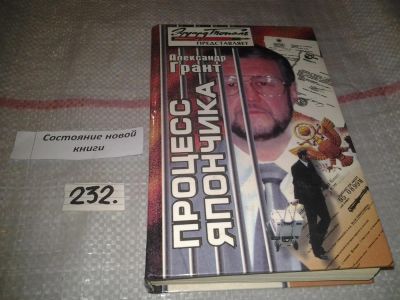 Эдуард Тополь
ПРЕДСТАВЛЯЕТ
Александр
Грант
ПРОЦЕСС
ЯПОНЧИКА
Состояние новой
книги
232.